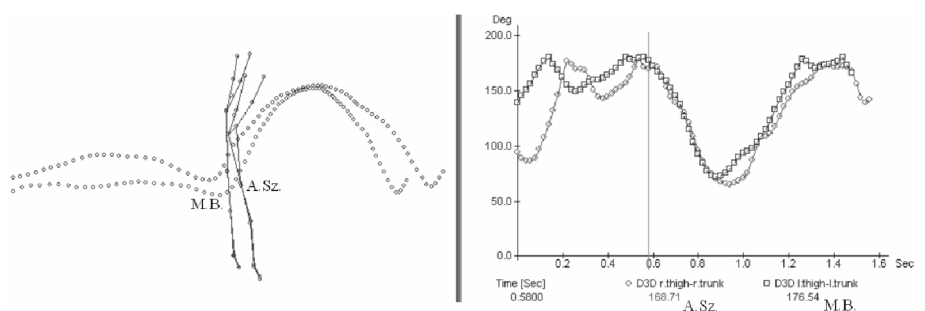 A.Sz.
M.B.
Deg
200.0
150.0
100.0
50.0
0.0
0.2 0.4 0.6 0.8 1.0 1.2 1.4 1.6 Sec
Time [Sec] D3D r.thigh-r.trunk D3D l.thigh-l.trunk
0.5800 168.71 A.Sz. 176.54 M.B.